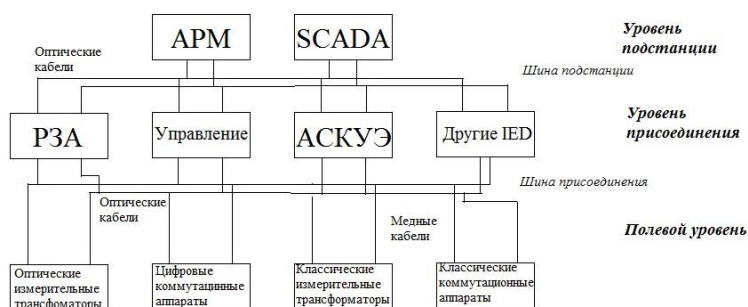 АРМ
SCADA
Уровень
подстанции
Оптические
кабели
Шина подстанции
РЗА
Управление
АСКУЭ
Другие IED
Уровень
присоединения
Шина присоединения
Оптические
кабели
Медные
кабели
Полевой уровень
Оптические
измерительные
трансфоматоры
Цифровые
коммутацинные
аппараты
Классические
измерительные
трансформаторы
Классические
коммутационные
аппараты